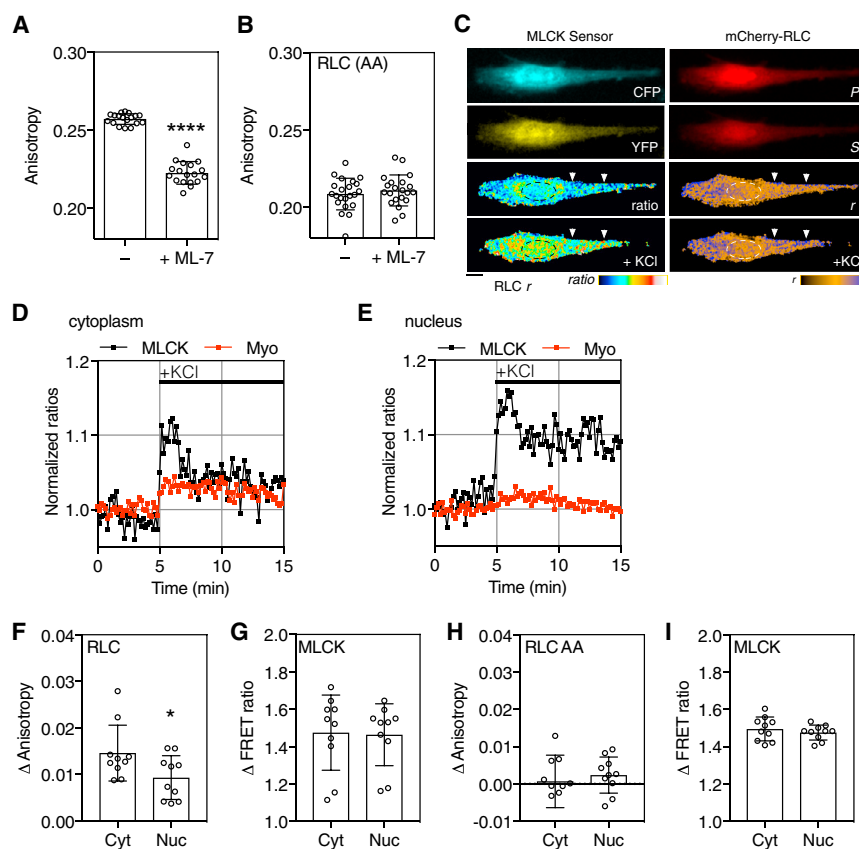 A
0.30
0.25
0.20
Anisotropy
****
−
+ ML-7
B
0.30
0.25
0.20
Anisotropy
RLC (AA)
−
+ ML-7
C
MLCK Sensor
mCherry-RLC
CFP
P
YFP
S
ratio
r
+ KCl
+KCl
RLC r
ratio
r
D
cytoplasm
MLCK
Myo
+KCl
1.2
1.1
1.0
Normalized ratios
0
5
10
15
Time (min)
E
nucleus
MLCK
Myo
+KCl
1.2
1.1
1.0
Normalized ratios
0
5
10
15
Time (min)
F
RLC
0.04
0.03
0.02
0.01
0.00
Δ Anisotropy
*
Cyt
Nuc
G
MLCK
2.0
1.8
1.6
1.4
1.2
1.0
Δ FRET ratio
Cyt
Nuc
H
RLC AA
0.04
0.03
0.02
0.01
0.00
-0.01
Δ Anisotropy
Cyt
Nuc
I
MLCK
2.0
1.8
1.6
1.4
1.2
1.0
Δ FRET ratio
Cyt
Nuc